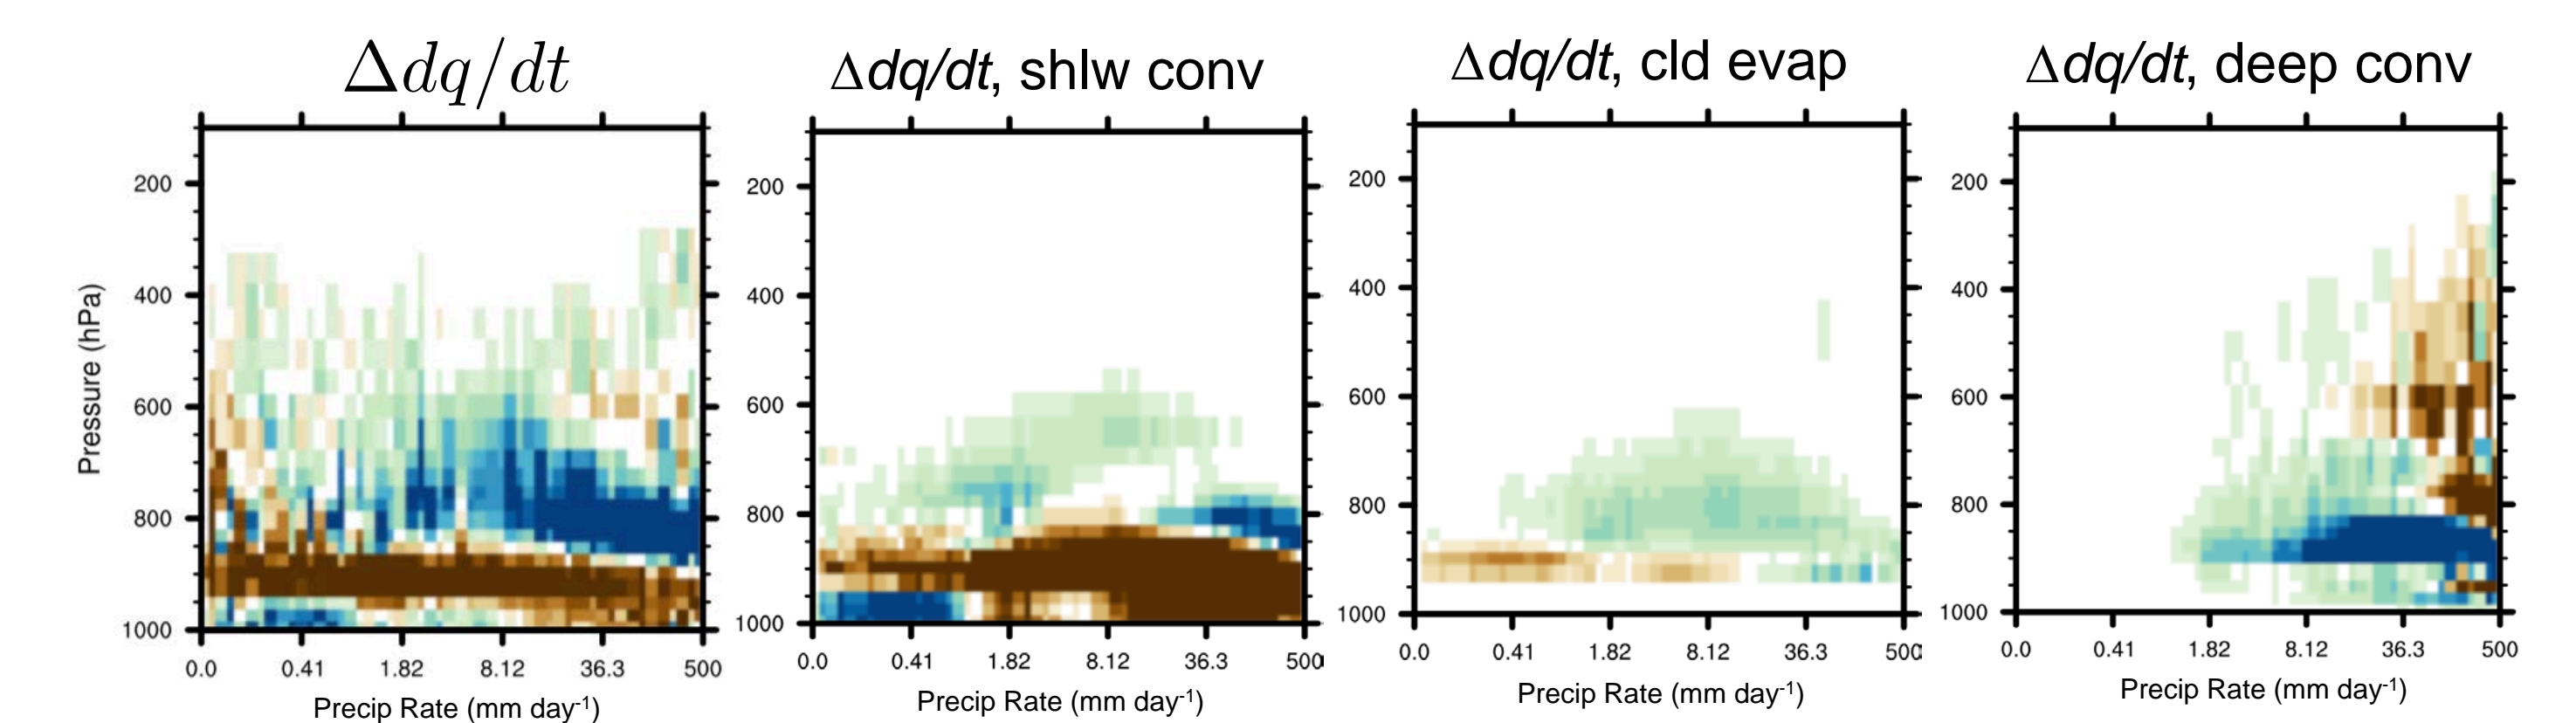 Δdq/dt
Pressure (hPa)
200
400
600
800
1000
0.0 0.41 1.82 8.12 36.3 500
Precip Rate (mm day-1)
Δdq/dt, shlw conv
200
400
600
800
1000
0.0 0.41 1.82 8.12 36.3 500
Precip Rate (mm day-1)
Δdq/dt, cld evap
200
400
600
800
1000
0.0 0.41 1.82 8.12 36.3 500
Precip Rate (mm day-1)
Δdq/dt, deep conv
200
400
600
800
1000
0.0 0.41 1.82 8.12 36.3 500
Precip Rate (mm day-1)